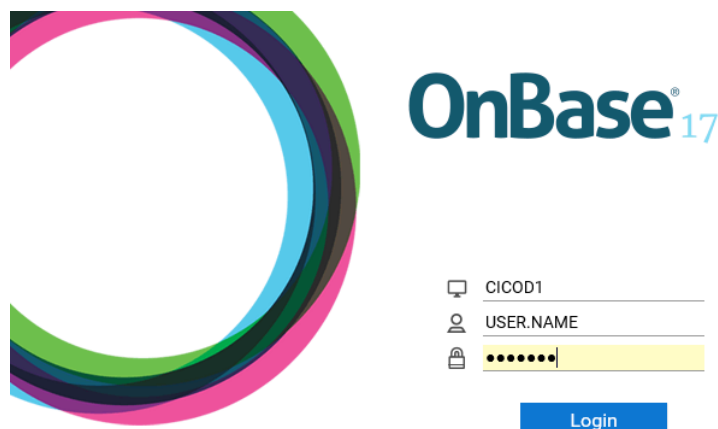 OnBase® 17
CICOD1
USER.NAME
•••••••
Login